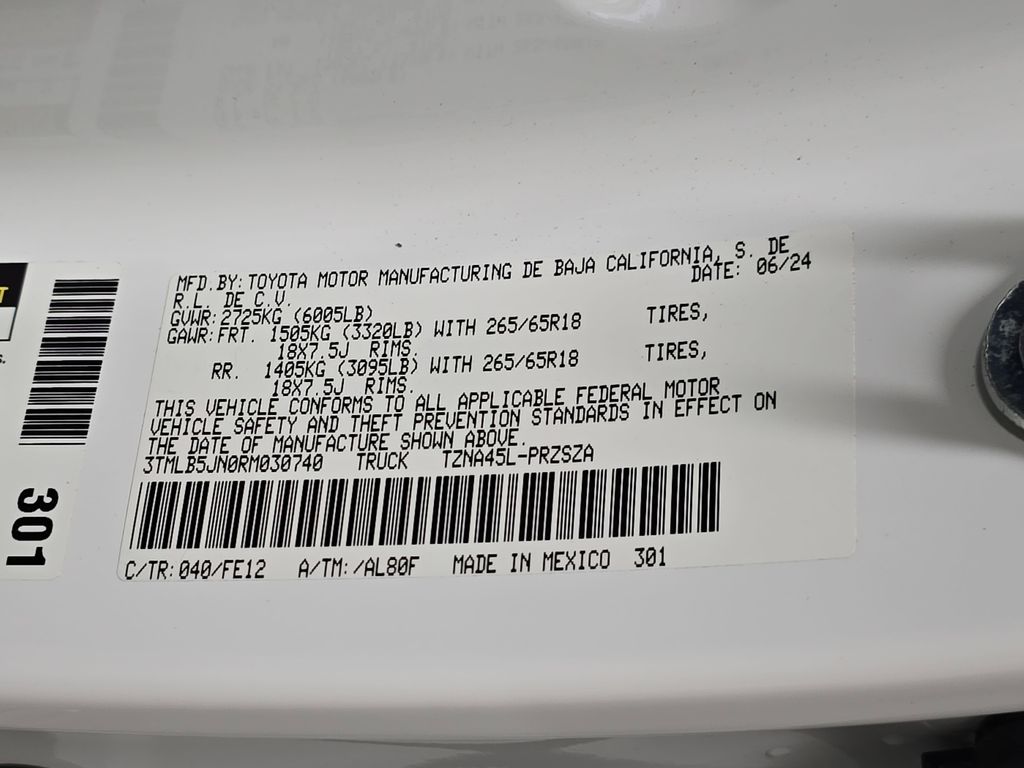 MFD.BY: TOYOTA MOTOR MANUFACTURING DE BAJA CALIFORNIA, S. DE
R.L. DE C.V. DATE: 06/24
GVWR: 2725KG (6005LB)
GAWR: FRT. 1505KG (3320LB) WITH 265/65R18 TIRES,
18X7.5J RIMS.
RR. 1405KG (3095LB) WITH 265/65R18 TIRES,
18X7.5J RIMS.
THIS VEHICLE CONFORMS TO ALL APPLICABLE FEDERAL MOTOR
VEHICLE SAFETY AND THEFT PREVENTION STANDARDS IN EFFECT ON
THE DATE OF MANUFACTURE SHOWN ABOVE.
3TMLB5JN0RM030740 TRUCK TZNA45L-PRZSZA
C/TR: 040/FE12 A/TM: /AL80F MADE IN MEXICO 301
301